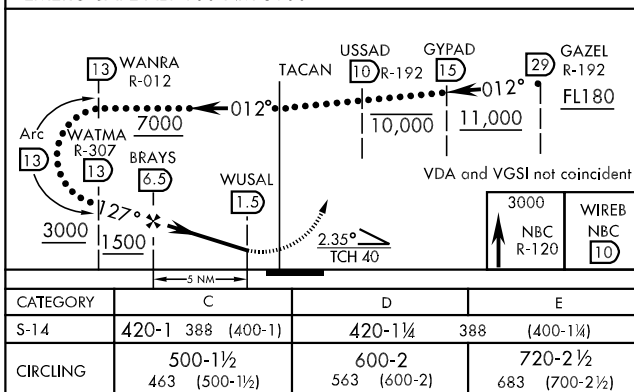 13 WANRA
R-012
TACAN
USSAD
10 R-192
GYPAD
15
29 GAZEL
R-192
FL180
012°
012°
7000
10,000
11,000
Arc
13
WATMA
R-307
13
BRAYS
6.5
WUSAL
1.5
VDA and VGSI not coincident
127°
3000
1500
2.35°
TCH 40
5 NM
3000
NBC
R-120
WIREB
NBC
10
CATEGORY C D E
S-14 420-1 388 (400-1) 420-1¼ 388 (400-1¼)
CIRCLING 500-1½ 600-2 720-2½
463 (500-1½) 563 (600-2) 683 (700-2½)